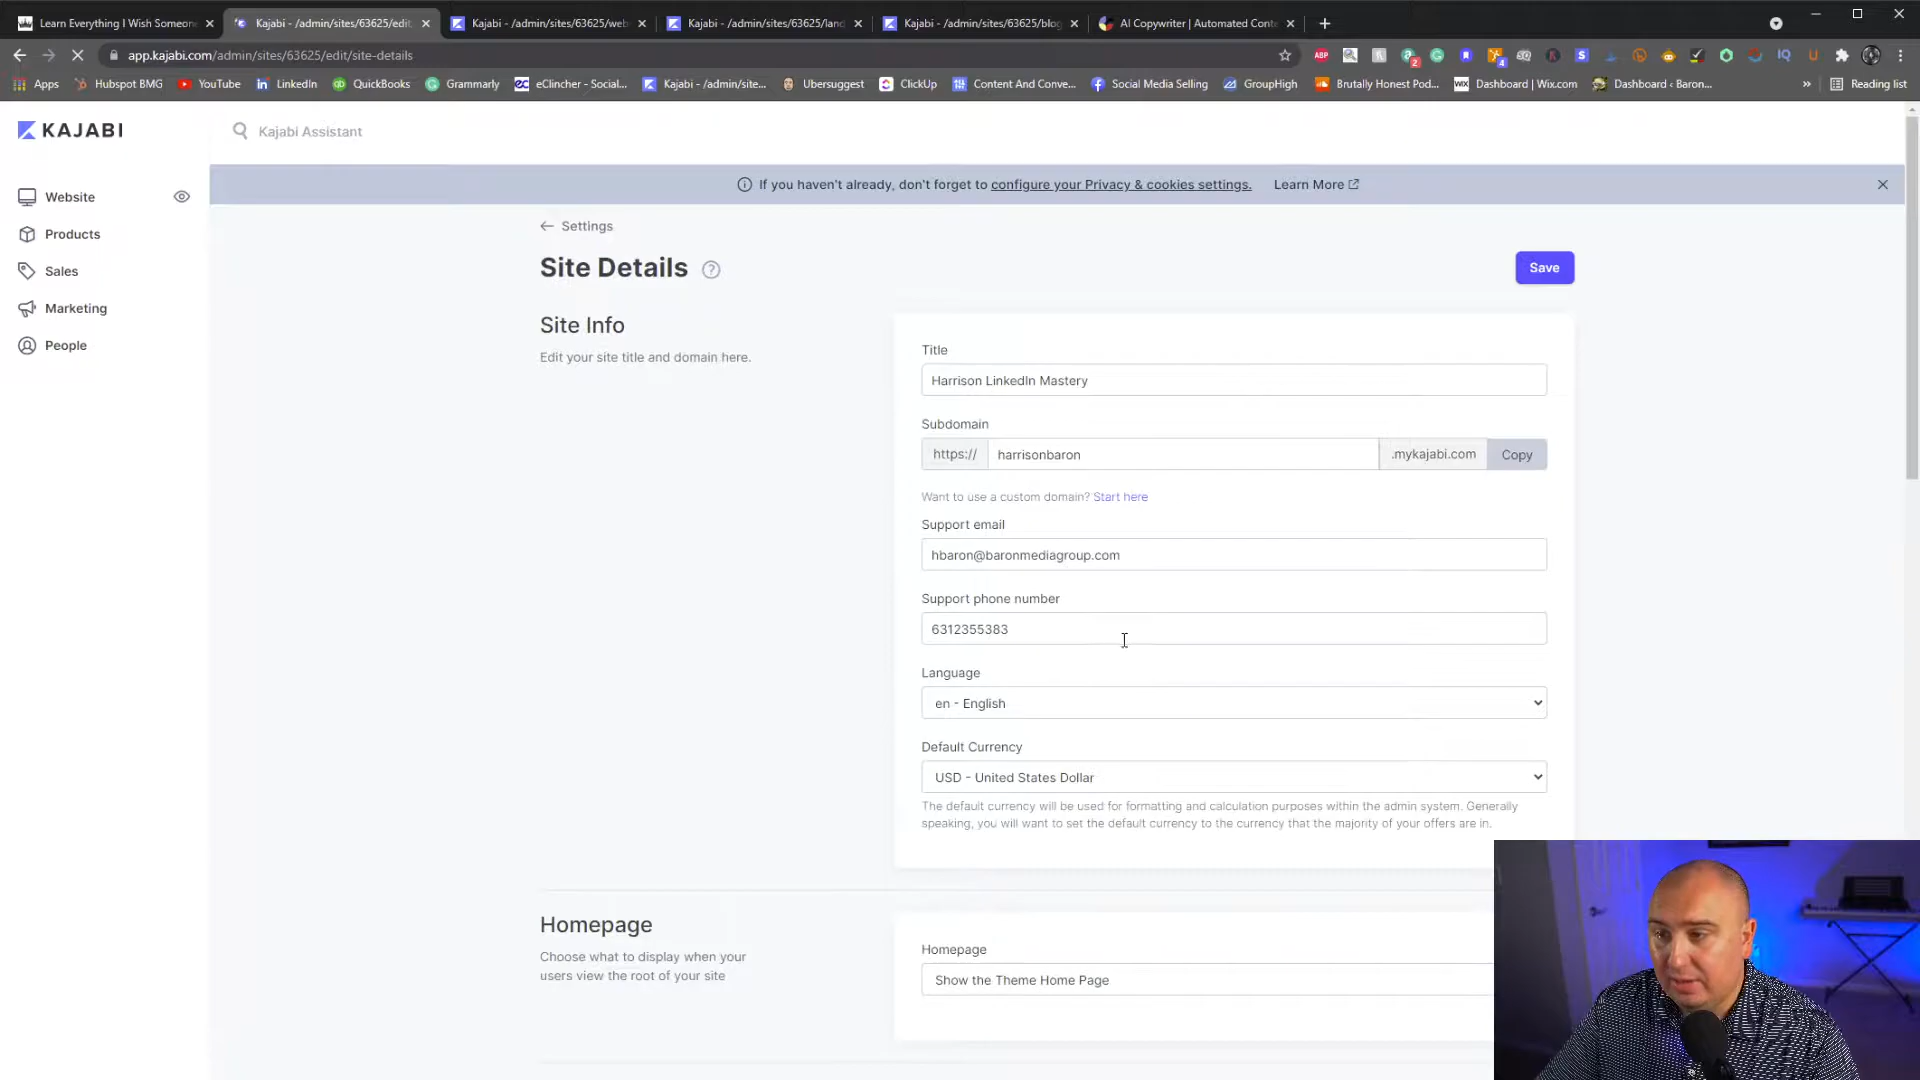 Learn Everything I Wish Someon
Kajabi - /admin/sites/63625/edit
Kajabi - /admin/sites/63625/web
Kajabi - /admin/sites/63625/land
Kajabi - /admin/sites/63625/blog
AI Copywriter | Automated Conte
app.kajabi.com/admin/sites/63625/edit/site-details
Apps
Hubspot BMG
YouTube
LinkedIn
QuickBooks
Grammarly
eClincher - Social...
Kajabi - /admin/site...
Ubersuggest
ClickUp
Content And Conve...
Social Media Selling
GroupHigh
Brutally Honest Pod...
Dashboard | Wix.com
Dashboard ‹ Baron...
»
Reading list
KAJABI
Kajabi Assistant
If you haven't already, don't forget to configure your Privacy & cookies settings. Learn More
Website
Products
Sales
Marketing
People
← Settings
Site Details
Save
Site Info
Edit your site title and domain here.
Title
Harrison LinkedIn Mastery
Subdomain
https:// harrisonbaron .mykajabi.com Copy
Want to use a custom domain? Start here
Support email
hbaron@baronmediagroup.com
Support phone number
6312355383
Language
en - English
Default Currency
USD - United States Dollar
The default currency will be used for formatting and calculation purposes within the admin system. Generally
speaking, you will want to set the default currency to the currency that the majority of your offers are in.
Homepage
Choose what to display when your
users view the root of your site
Homepage
Show the Theme Home Page